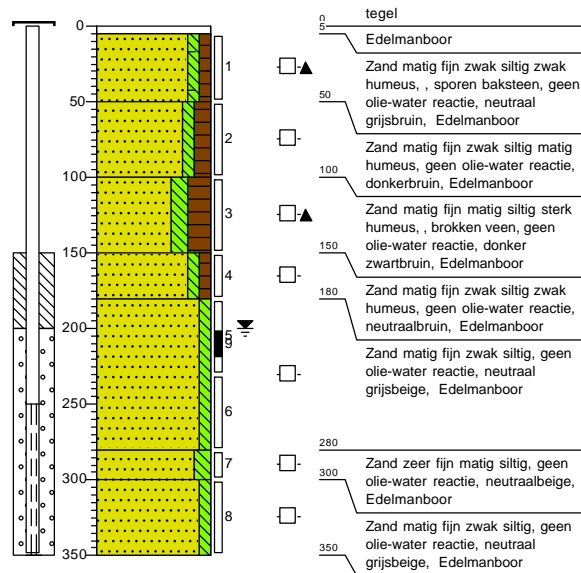 0
50
100
150
200
250
300
350
1
2
3
4
5
9
6
7
8
0
tegel
5
Edelmanboor
Zand matig fijn zwak siltig zwak
humeus, , sporen baksteen, geen
olie-water reactie, neutraal
grijsbruin, Edelmanboor
50
Zand matig fijn zwak siltig matig
humeus, geen olie-water reactie,
donkerbruin, Edelmanboor
100
Zand matig fijn matig siltig sterk
humeus, , brokken veen, geen
olie-water reactie, donker
zwartbruin, Edelmanboor
150
Zand matig fijn zwak siltig zwak
humeus, geen olie-water reactie,
neutraalbruin, Edelmanboor
180
Zand matig fijn zwak siltig, geen
olie-water reactie, neutraal
grijsbeige, Edelmanboor
280
Zand zeer fijn matig siltig, geen
olie-water reactie, neutraalbeige,
Edelmanboor
300
Zand matig fijn zwak siltig, geen
olie-water reactie, neutraal
grijsbeige, Edelmanboor
350